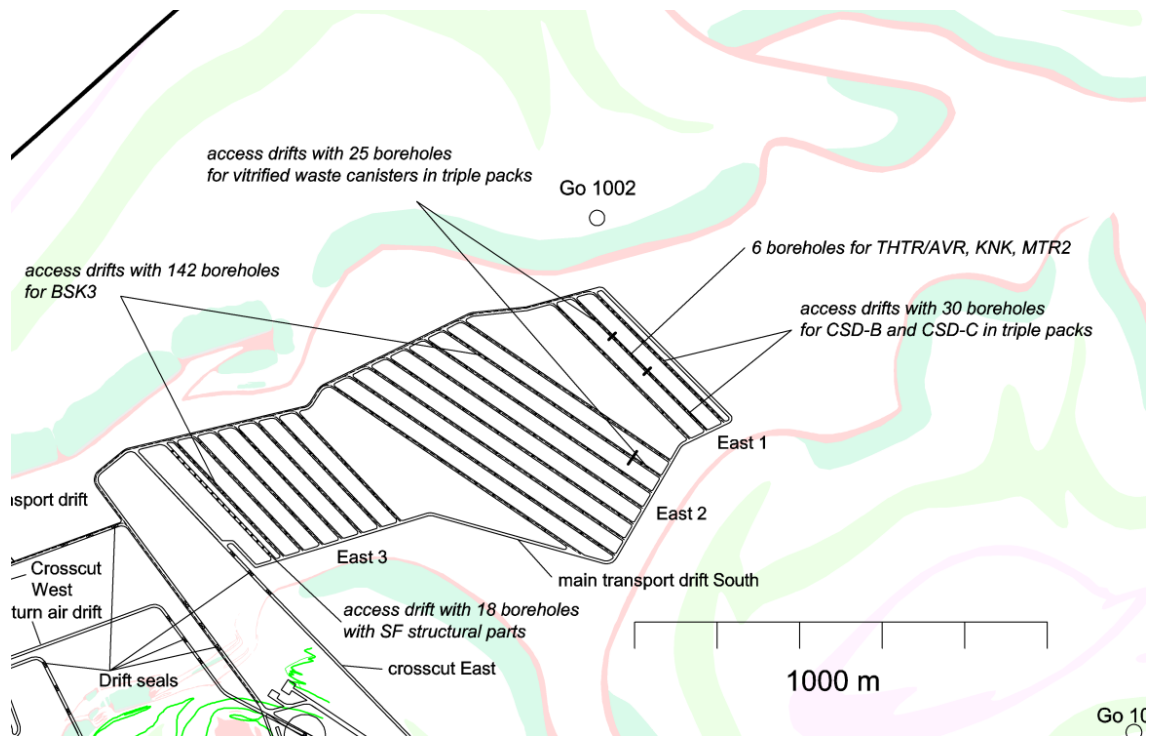 access drifts with 25 boreholes
for vitrified waste canisters in triple packs
Go 1002
6 boreholes for THTR/AVR, KNK, MTR2
access drifts with 142 boreholes
for BSK3
access drifts with 30 boreholes
for CSD-B and CSD-C in triple packs
East 1
nsport drift
East 2
East 3
main transport drift South
Crosscut
West
turn air drift
access drift with 18 boreholes
with SF structural parts
crosscut East
Drift seals
1000 m
Go 10